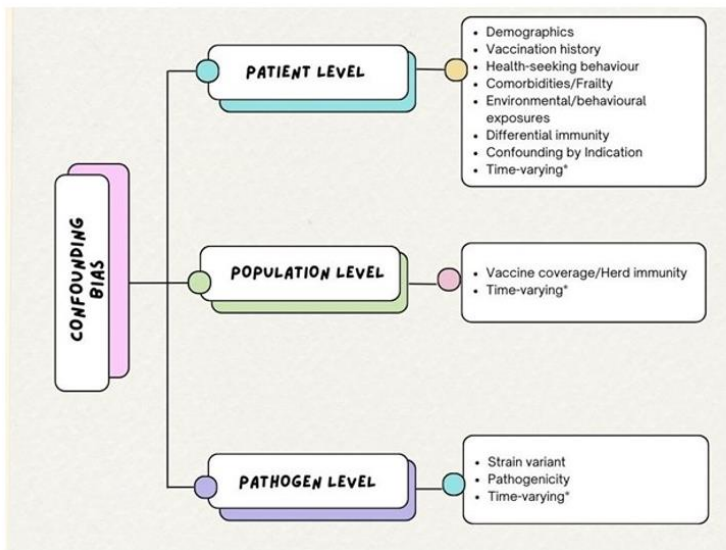 CONFOUNDING
BIAS
PATIENT LEVEL
• Demographics
• Vaccination history
• Health-seeking behaviour
• Comorbidities/Frailty
• Environmental/behavioural
exposures
• Differential immunity
• Confounding by Indication
• Time-varying*
POPULATION LEVEL
• Vaccine coverage/Herd immunity
• Time-varying*
PATHOGEN LEVEL
• Strain variant
• Pathogenicity
• Time-varying*